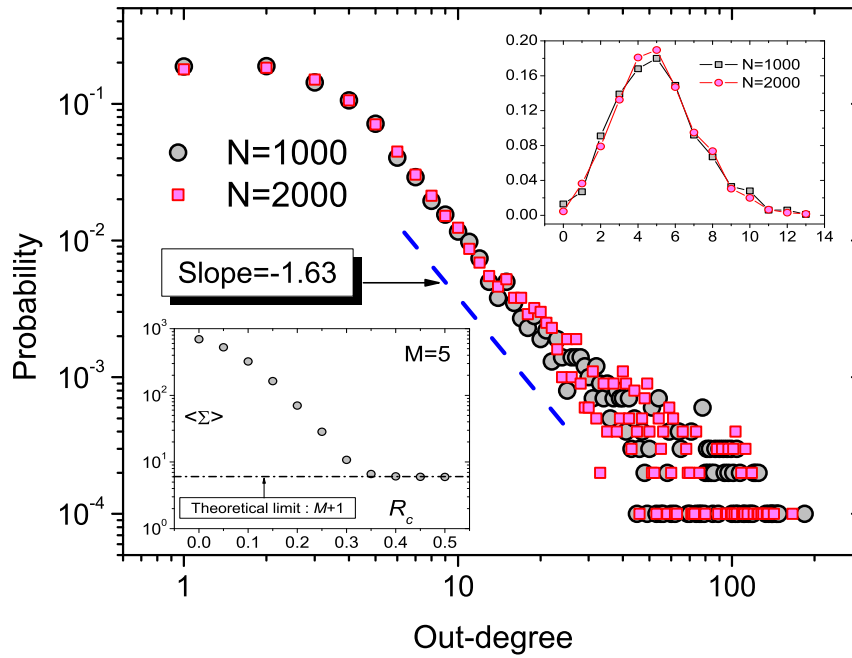 Probability
10^-1
10^-2
10^-3
10^-4
N=1000
N=2000
Slope=-1.63
0.20
0.16
0.12
0.08
0.04
0.00
N=1000
N=2000
0 2 4 6 8 10 12 14
10^3
10^2
10^1
10^0
<Σ>
M=5
Theoretical limit : M+1
R_c
0.0 0.1 0.2 0.3 0.4 0.5
1 10 100
Out-degree